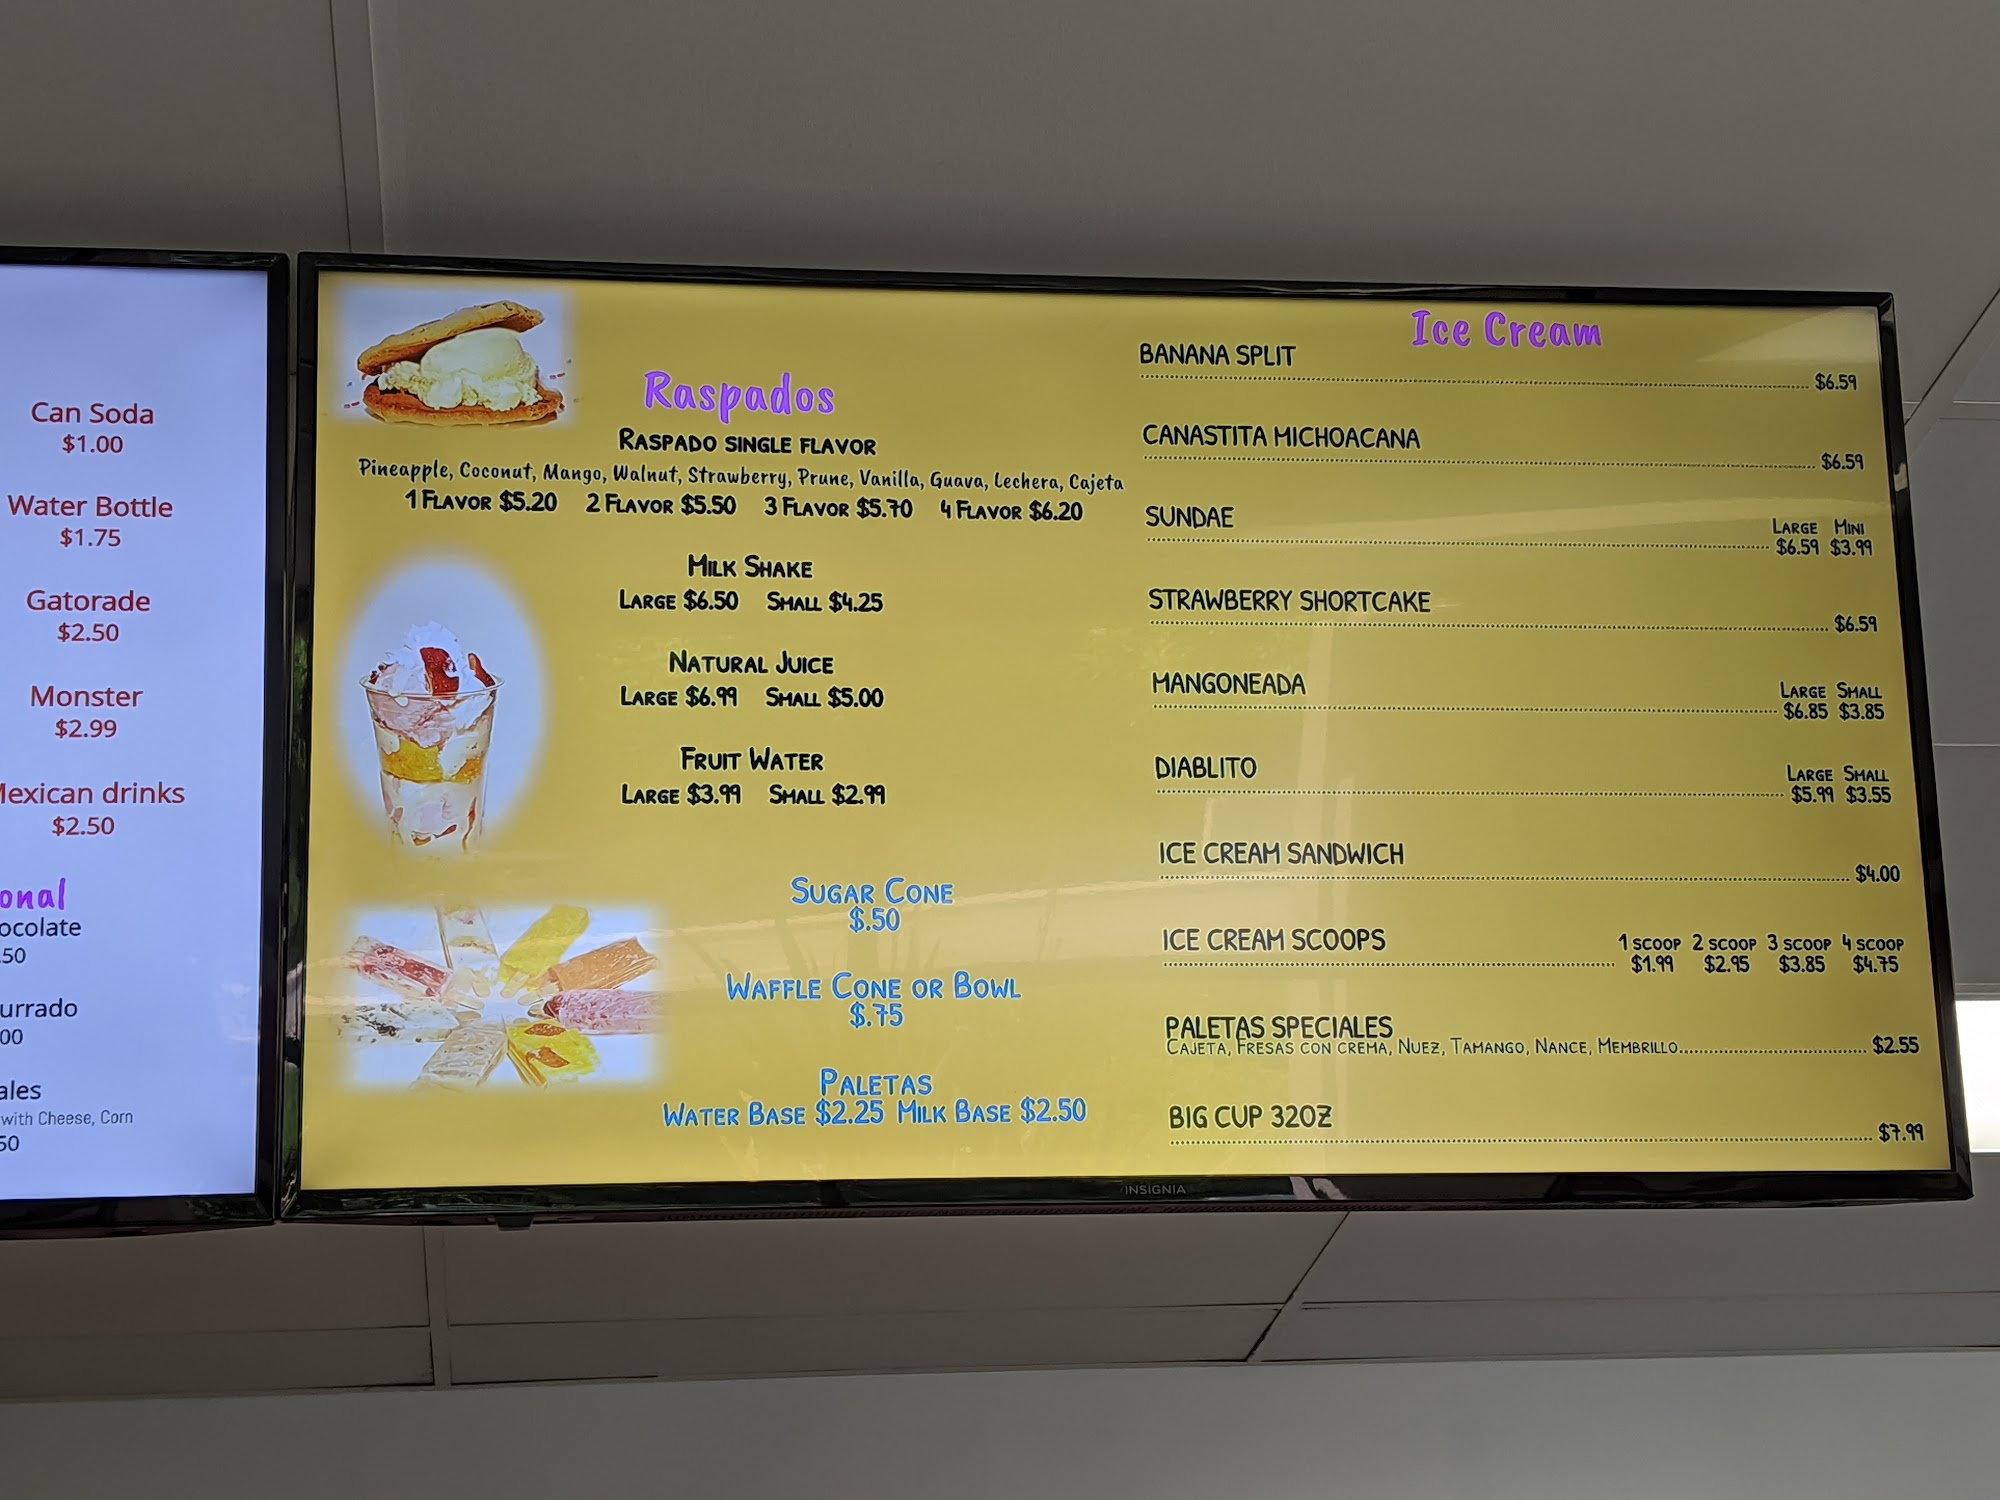 Can Soda
$1.00
Water Bottle
$1.75
Gatorade
$2.50
Monster
$2.99
drinks
$2.50
with Cheese, Corn
Raspados
RASPADO SINGLE FLAVOR
Pineapple, Coconut, Mango, Walnut, Strawberry, Prune, Vanilla, Guava, Lechera, Cajeta
1 FLAVOR $5.20 2 FLAVOR $5.50 3 FLAVOR $5.70 4 FLAVOR $6.20
MILK SHAKE
LARGE $6.50 SMALL $4.25
NATURAL JUICE
LARGE $6.99 SMALL $5.00
FRUIT WATER
LARGE $3.99 SMALL $2.99
SUGAR CONE
$.50
WAFFLE CONE OR BOWL
$.75
PALETAS
WATER BASE $2.25 MILK BASE $2.50
Ice Cream
BANANA SPLIT
$6.59
CANASTITA MICHOACANA
$6.59
SUNDAE
LARGE MINI
$6.59 $3.99
STRAWBERRY SHORTCAKE
$6.59
MANGONEADA
LARGE SMALL
$6.85 $3.85
DIABLITO
LARGE SMALL
$5.99 $3.55
ICE CREAM SANDWICH
$4.00
ICE CREAM SCOOPS
1 SCOOP 2 SCOOP 3 SCOOP 4 SCOOP
$1.99 $2.95 $3.85 $4.75
PALETAS SPECIALES
CAJETA, FRESAS CON CREMA, NUEZ, TAMANGO, NANCE, MEMBRILLO $2.55
BIG CUP 32OZ
$7.99
INSIGNIA